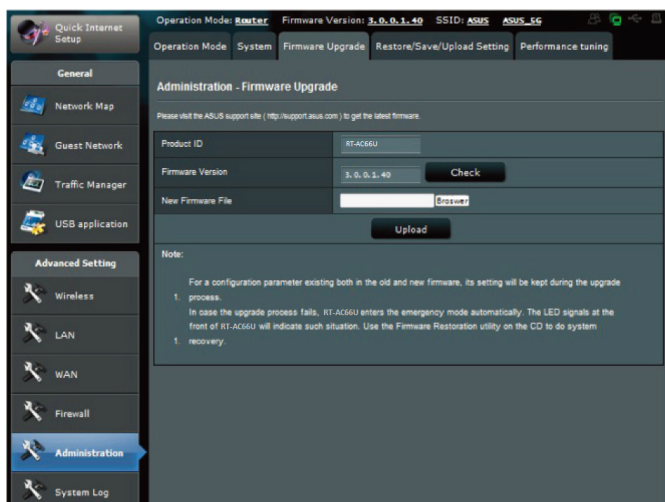 Quick Internet
Setup
Operation Mode: Router Firmware Version: 3.0.0.1.40 SSID: ASUS ASUS_5G
Operation Mode System Firmware Upgrade Restore/Save/Upload Setting Performance tuning
General
Network Map
Guest Network
Traffic Manager
USB application
Advanced Setting
Wireless
LAN
WAN
Firewall
Administration
System Log
Administration - Firmware Upgrade
Please visit the ASUS support site ( http://support.asus.com ) to get the latest firmware.
Product ID RT-AC66U
Firmware Version 3.0.0.1.40 Check
New Firmware File Broswer
Upload
Note:
For a configuration parameter existing both in the old and new firmware, its setting will be kept during the upgrade
1. process.
In case the upgrade process fails, RT-AC66U enters the emergency mode automatically. The LED signals at the
front of RT-AC66U will indicate such situation. Use the Firmware Restoration utility on the CD to do system
1. recovery.